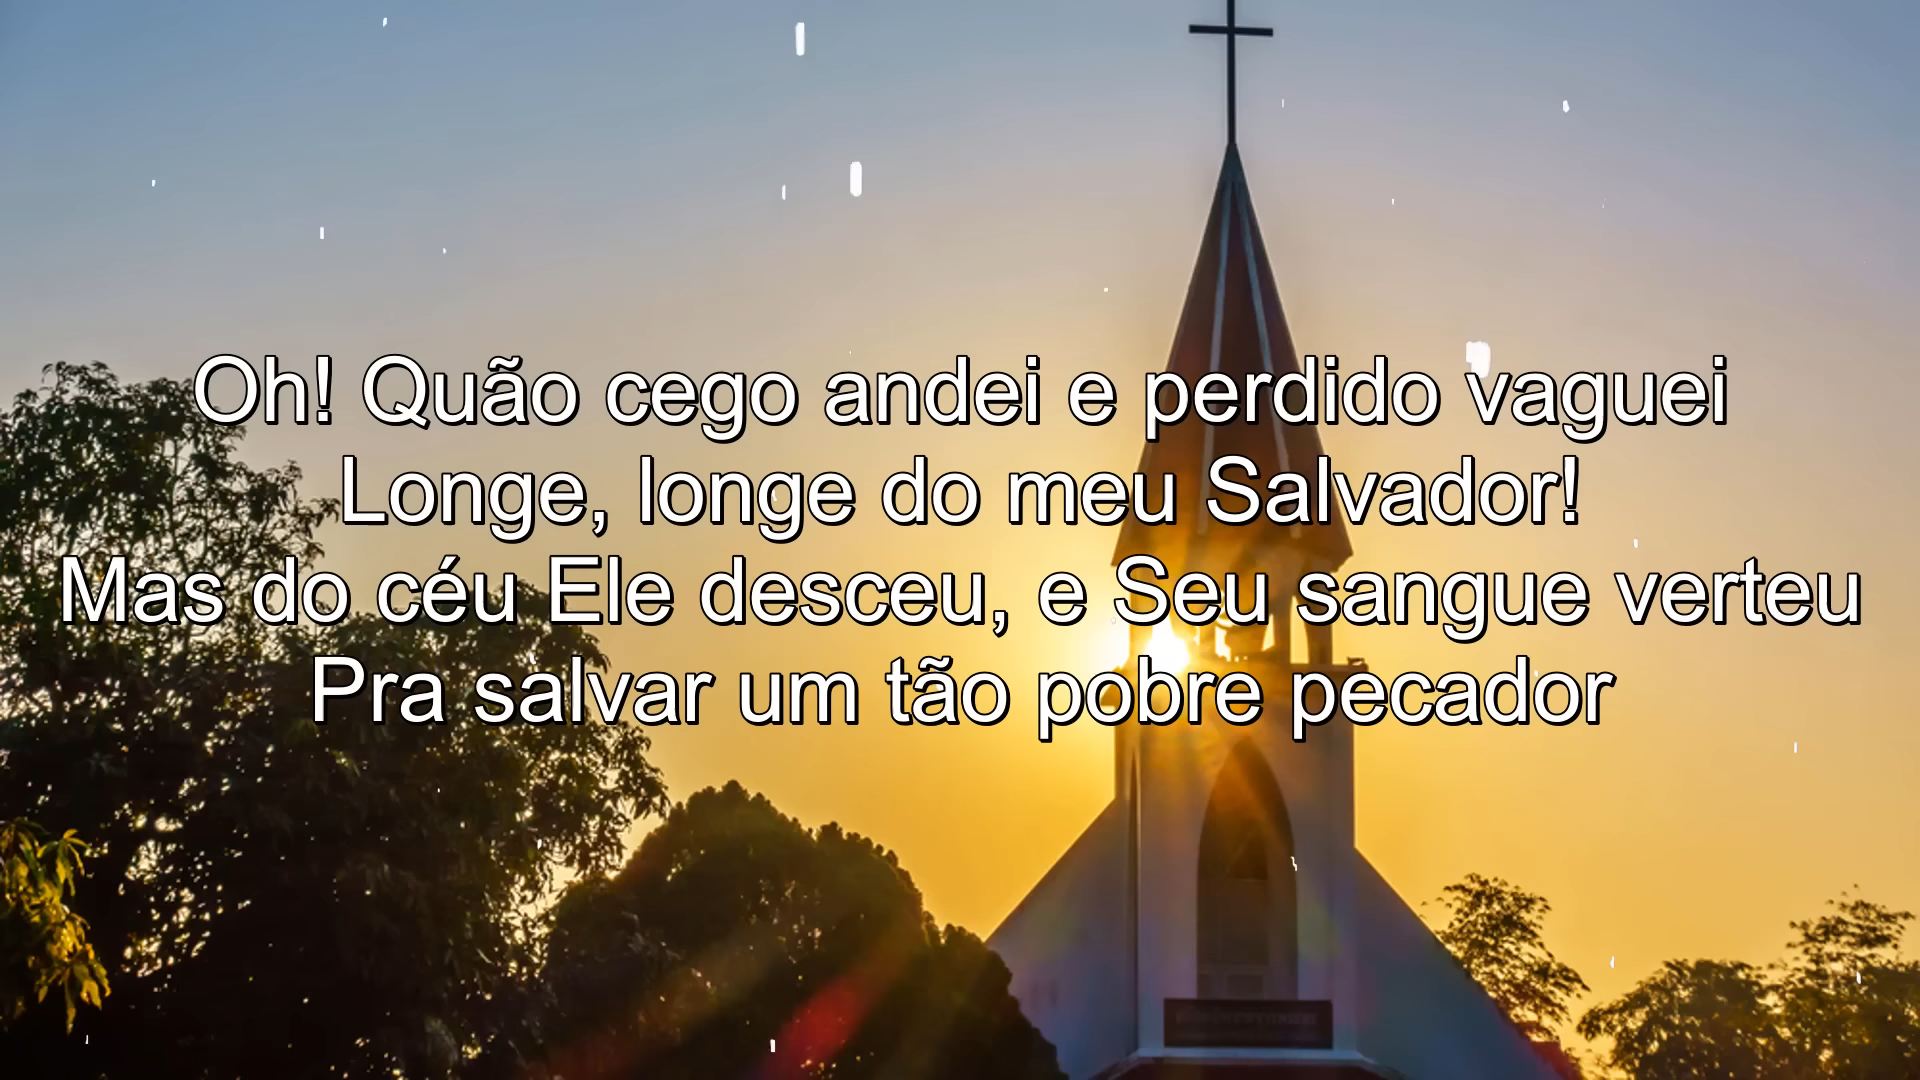 Oh! Quão cego andei e perdido vaguei
Longe, longe do meu Salvador!
Mas do céu Ele desceu, e Seu sangue verteu
Pra salvar um tão pobre pecador